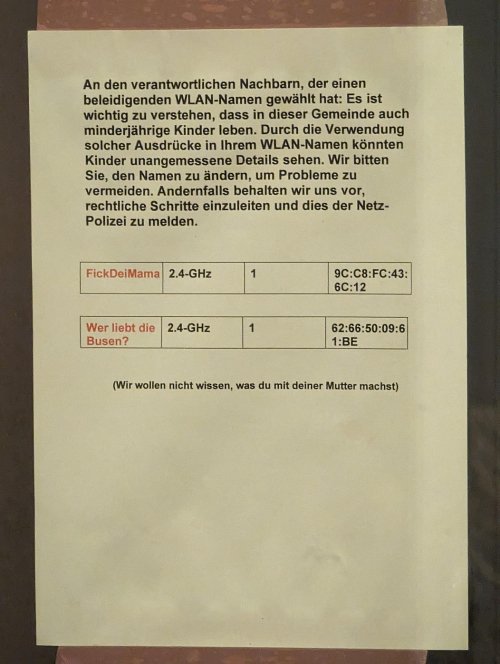 An den verantwortlichen Nachbarn, der einen
beleidigenden WLAN-Namen gewählt hat: Es ist
wichtig zu verstehen, dass in dieser Gemeinde auch
minderjährige Kinder leben. Durch die Verwendung
solcher Ausdrücke in Ihrem WLAN-Namen könnten
Kinder unangemessene Details sehen. Wir bitten
Sie, den Namen zu ändern, um Probleme zu
vermeiden. Andernfalls behalten wir uns vor,
rechtliche Schritte einzuleiten und dies der Netz-
Polizei zu melden.
FickDeiMama 2.4-GHz 1 9C:C8:FC:43:
6C:12
Wer liebt die 2.4-GHz 1 62:66:50:09:6
Busen? 1:BE
(Wir wollen nicht wissen, was du mit deiner Mutter machst)